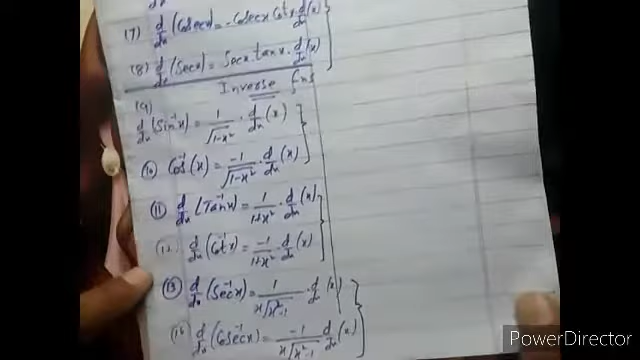 (7) d/dx (Cosecx) = -Cosecx Cotx . d/dx (x)
(8) d/dx (Secx) = Secx tanx . d/dx (x)
Inverse fns
(9)
d/dx (Sin⁻¹x) = 1/√1-x² . d/dx (x)
(10) Cos⁻¹(x) = -1/√1-x² . d/dx (x)
(11) d/dx (Tan⁻¹x) = 1/1+x² . d/dx (x)
12. d/dx (Cot⁻¹x) = -1/1+x² . d/dx (x)
(13) d/dx (Sec⁻¹x) = 1/x√x²-1 . d/dx (x)
d/dx (Cosec⁻¹x) = -1/x√x²-1 d/dx (x)
PowerDirector